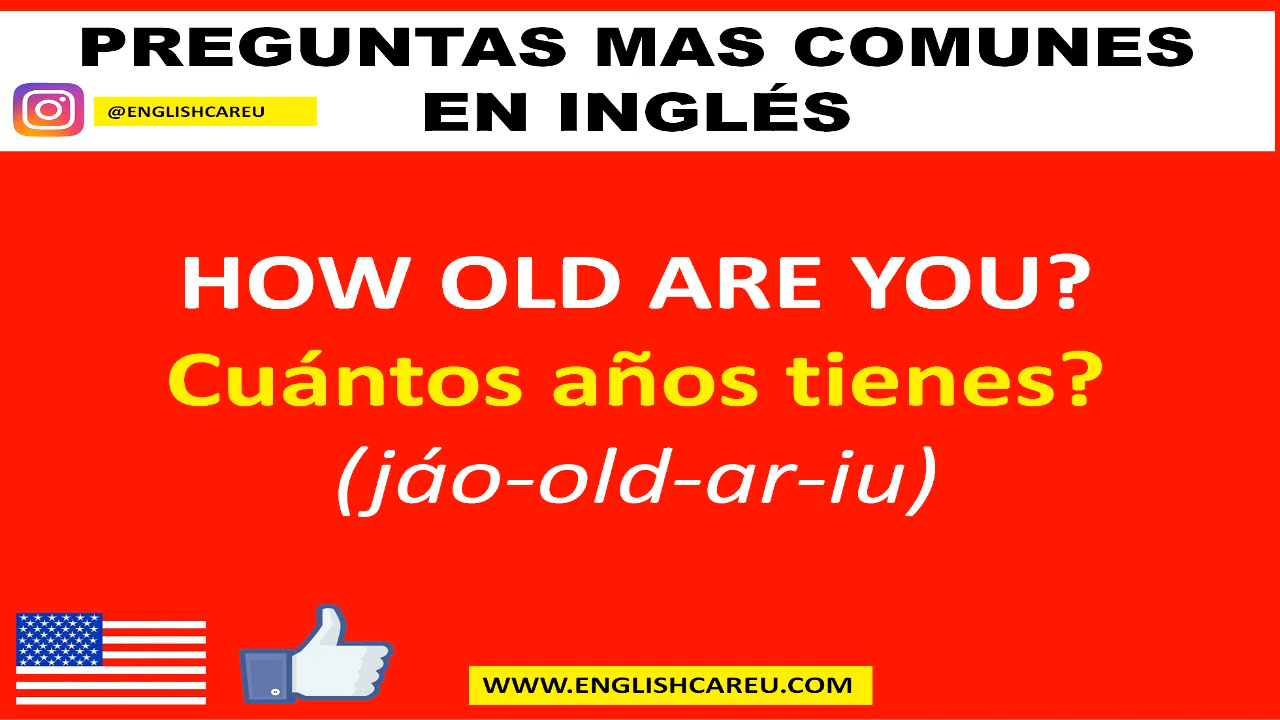 PREGUNTAS MAS COMUNES
EN INGLÉS
@ENGLISHCAREU
HOW OLD ARE YOU?
Cuántos años tienes?
(jáo-old-ar-iu)
WWW.ENGLISHCAREU.COM